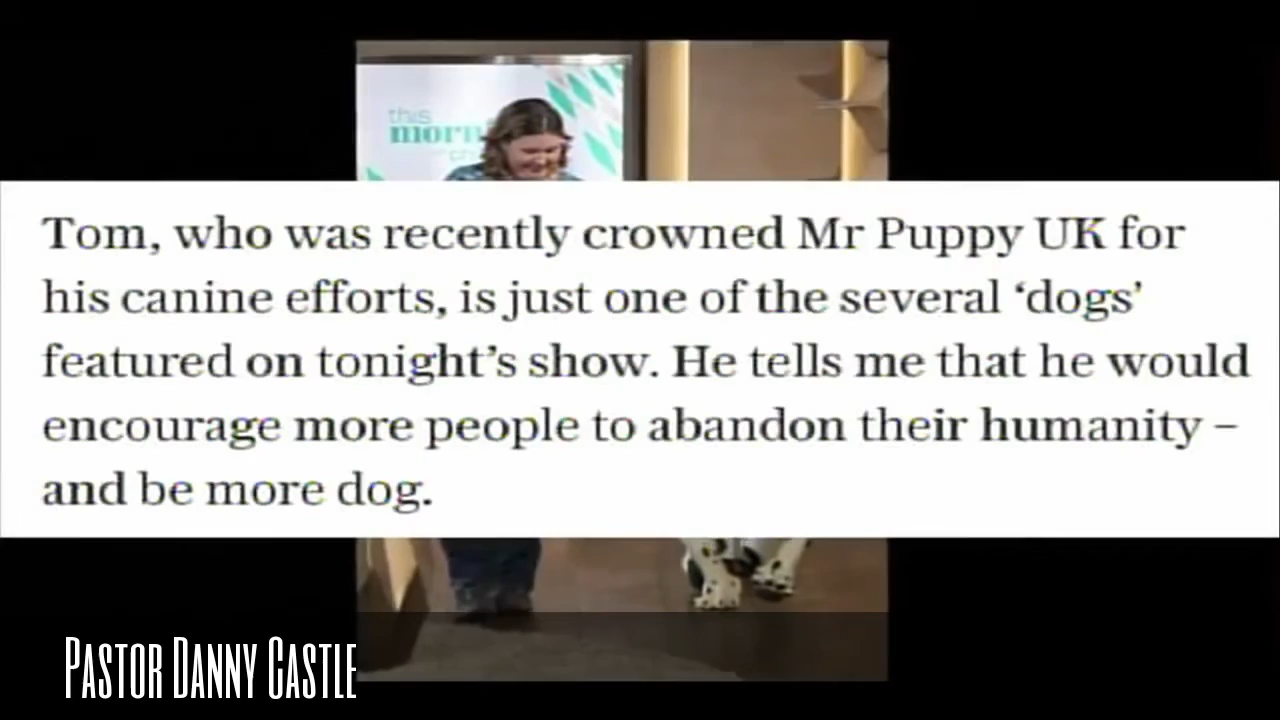 this
morn
Tom, who was recently crowned Mr Puppy UK for
his canine efforts, is just one of the several ‘dogs’
featured on tonight’s show. He tells me that he would
encourage more people to abandon their humanity –
and be more dog.
PASTOR DANNY CASTLE